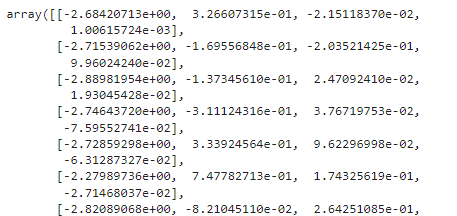 array([[-2.68420713e+00, 3.26607315e-01, -2.15118370e-02,
1.00615724e-03],
[-2.71539062e+00, -1.69556848e-01, -2.03521425e-01,
9.96024240e-02],
[-2.88981954e+00, -1.37345610e-01, 2.47092410e-02,
1.93045428e-02],
[-2.74643720e+00, -3.11124316e-01, 3.76719753e-02,
-7.59552741e-02],
[-2.72859298e+00, 3.33924564e-01, 9.62296998e-02,
-6.31287327e-02],
[-2.27989736e+00, 7.47782713e-01, 1.74325619e-01,
-2.71468037e-02],
[-2.82089068e+00, -8.21045110e-02, 2.64251085e-01,